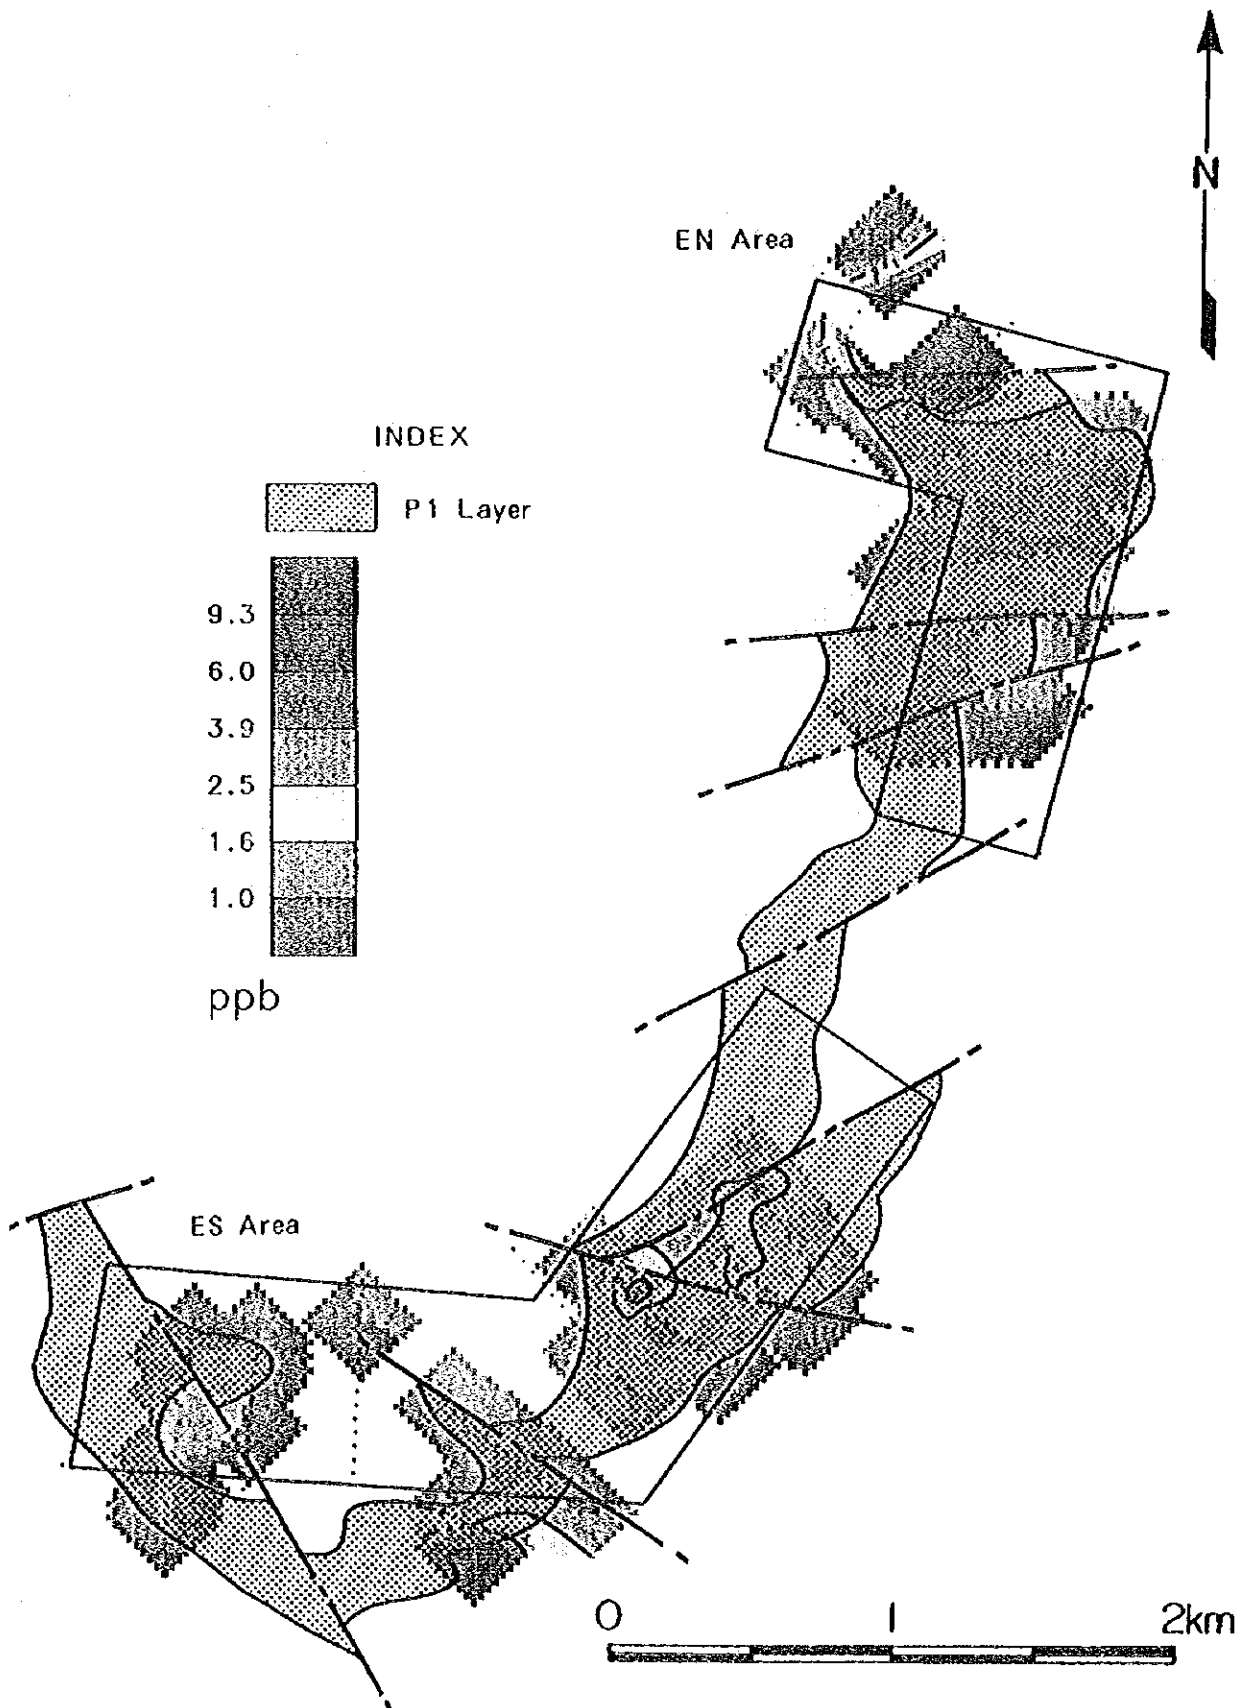 N
EN Area
INDEX
P1 Layer
9.3
6.0
3.9
2.5
1.6
1.0
ppb
ES Area
0 1 2km